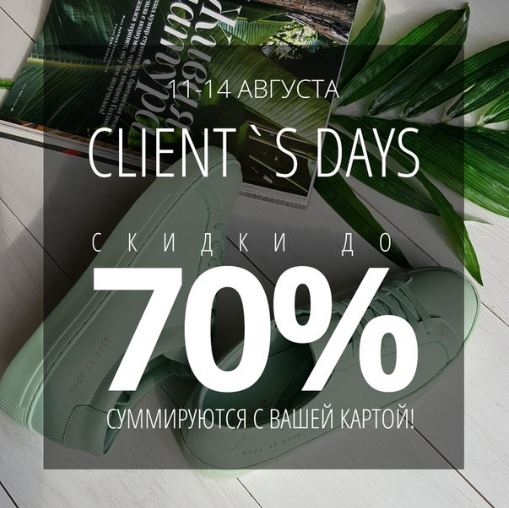 11-14 АВГУСТА
CLIENT`S DAYS
СКИДКИ ДО
70%
СУММИРУЮТСЯ С ВАШЕЙ КАРТОЙ!